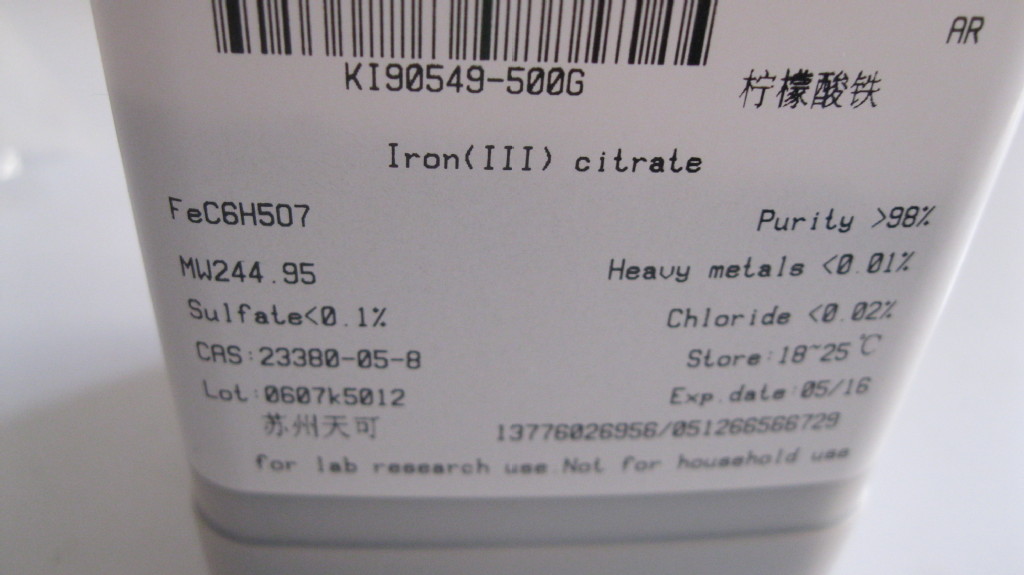 AR
KI90549-500G
柠檬酸铁
Iron(III) citrate
FeC6H5O7
Purity >98%
MW244.95
Heavy metals <0.01%
Sulfate<0.1%
Chloride <0.02%
CAS:23380-05-8
Store:18~25℃
Lot:0607k5012
Exp.date:05/16
苏州天可
13776026956/051266566729
for lab research use.Not for household use